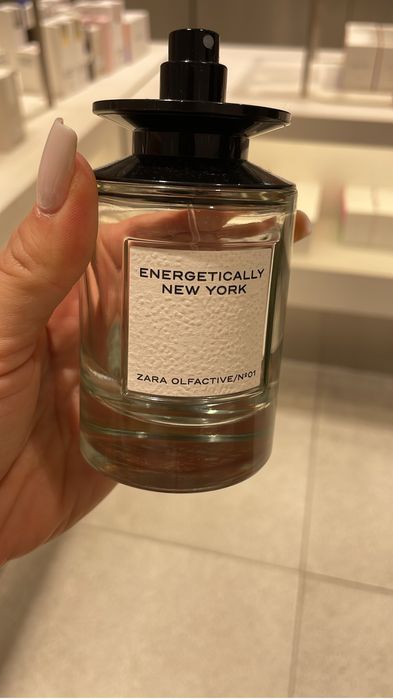 ENERGETICALLY
NEW YORK
ZARA OLFACTIVE/Nº01